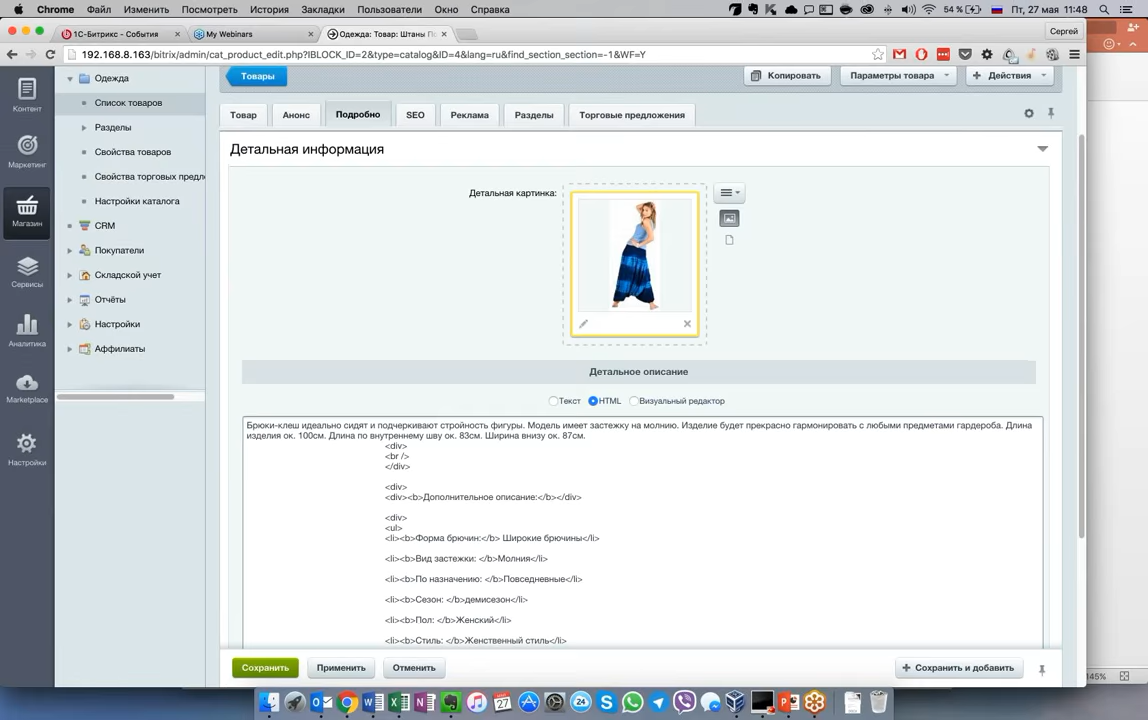 Chrome Файл Изменить Посмотреть История Закладки Пользователи Окно Справка
54 % Пт, 27 мая 11:48
1С-Битрикс - События
My Webinars
Одежда: Товар: Штаны П
Сергей
192.168.8.163/bitrix/admin/cat_product_edit.php?IBLOCK_ID=2&type=catalog&ID=4&lang=ru&find_section_section=-1&WF=Y
Контент
Маркетинг
Магазин
Сервисы
Аналитика
Marketplace
Настройки
Одежда
Список товаров
Разделы
Свойства товаров
Свойства торговых предл
Настройки каталога
CRM
Покупатели
Складской учет
Отчёты
Настройки
Аффилиаты
Товары
Копировать
Параметры товара
Действия
Товар Анонс Подробно SEO Реклама Разделы Торговые предложения
Детальная информация
Детальная картинка:
Детальное описание
Текст HTML Визуальный редактор
Брюки-клеш идеально сидят и подчеркивают стройность фигуры. Модель имеет застежку на молнию. Изделие будет прекрасно гармонировать с любыми предметами гардероба. Длина
изделия ок. 100см. Длина по внутреннему шву ок. 83см. Ширина внизу ок. 87см.
<div>
<br />
</div>
<div>
<div><b>Дополнительное описание:</b></div>
<div>
<ul>
<li><b>Форма брючин:</b> Широкие брючины</li>
<li><b>Вид застежки: </b>Молния</li>
<li><b>По назначению: </b>Повседневные</li>
<li><b>Сезон: </b>демисезон</li>
<li><b>Пол: </b>Женский</li>
<li><b>Стиль: </b>Женственный стиль</li>
Сохранить Применить Отменить
Сохранить и добавить
145%